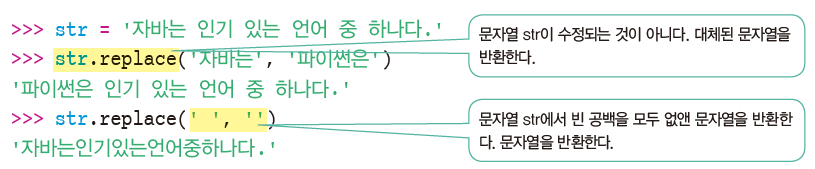 >>> str = '자바는 인기 있는 언어 중 하나다.'
>>> str.replace('자바는', '파이썬은')
'파이썬은 인기 있는 언어 중 하나다.'
>>> str.replace(' ', '')
'자바는인기있는언어중하나다.'
문자열 str이 수정되는 것이 아니다. 대체된 문자열을
반환한다.
문자열 str에서 빈 공백을 모두 없앤 문자열을 반환한
다. 문자열을 반환한다.